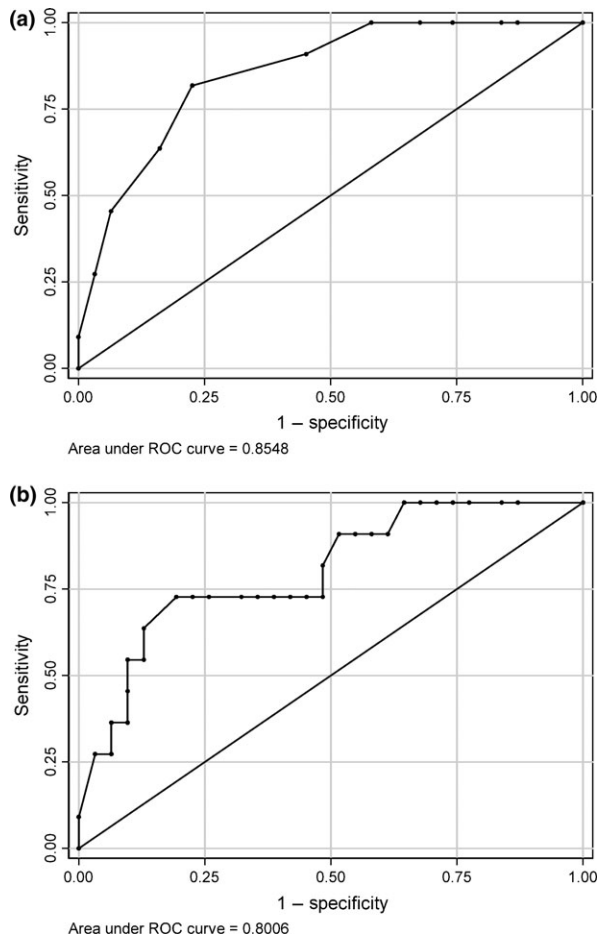 (a)
1.00
0.75
0.50
0.25
0.00
Sensitivity
0.00 0.25 0.50 0.75 1.00
1 – specificity
Area under ROC curve = 0.8548
(b)
1.00
0.75
0.50
0.25
0.00
Sensitivity
0.00 0.25 0.50 0.75 1.00
1 – specificity
Area under ROC curve = 0.8006